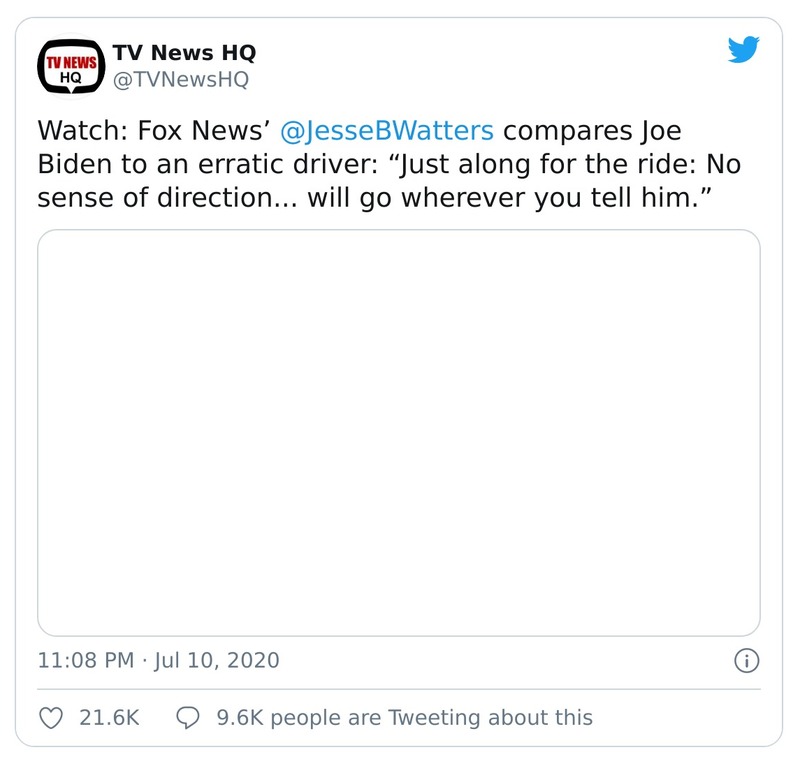 TV NEWS
HQ
TV News HQ
@TVNewsHQ
Watch: Fox News’ @JesseBWatters compares Joe
Biden to an erratic driver: “Just along for the ride: No
sense of direction... will go wherever you tell him.”
11:08 PM · Jul 10, 2020
21.6K
9.6K people are Tweeting about this